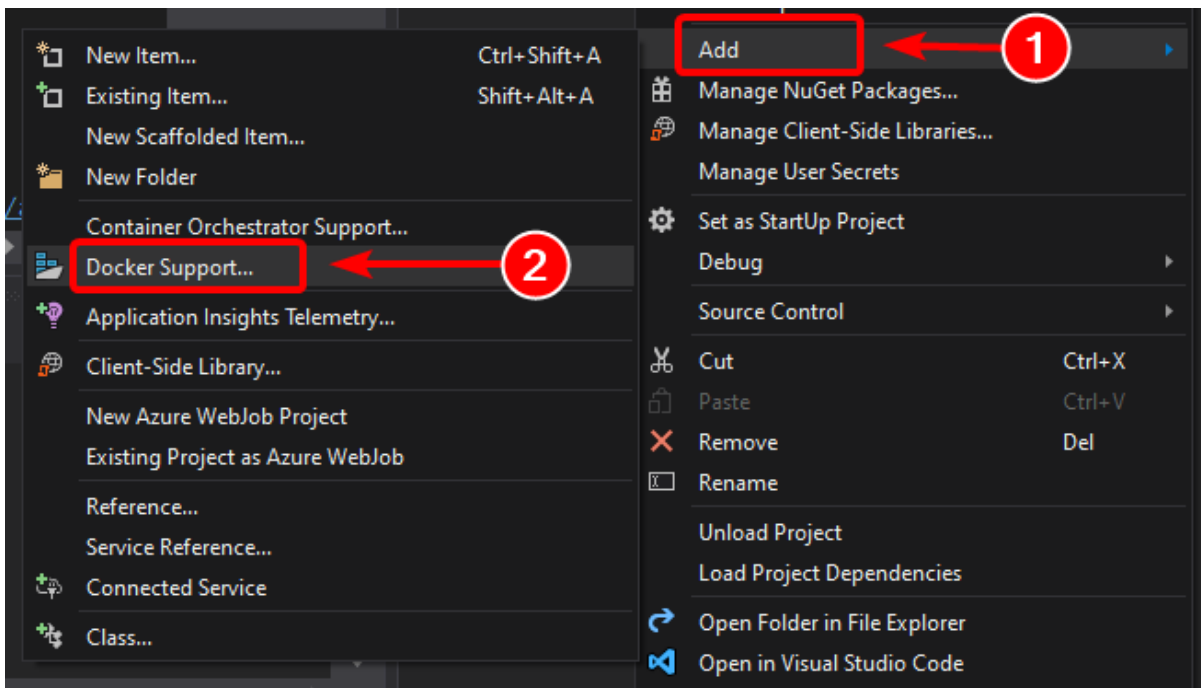 New Item... Ctrl+Shift+A
Existing Item... Shift+Alt+A
New Scaffolded Item...
New Folder
Container Orchestrator Support...
Docker Support...
2
Application Insights Telemetry...
Client-Side Library...
New Azure WebJob Project
Existing Project as Azure WebJob
Reference...
Service Reference...
Connected Service
Class...
Add
1
Manage NuGet Packages...
Manage Client-Side Libraries...
Manage User Secrets
Set as StartUp Project
Debug
Source Control
Cut Ctrl+X
Paste Ctrl+V
Remove Del
Rename
Unload Project
Load Project Dependencies
Open Folder in File Explorer
Open in Visual Studio Code